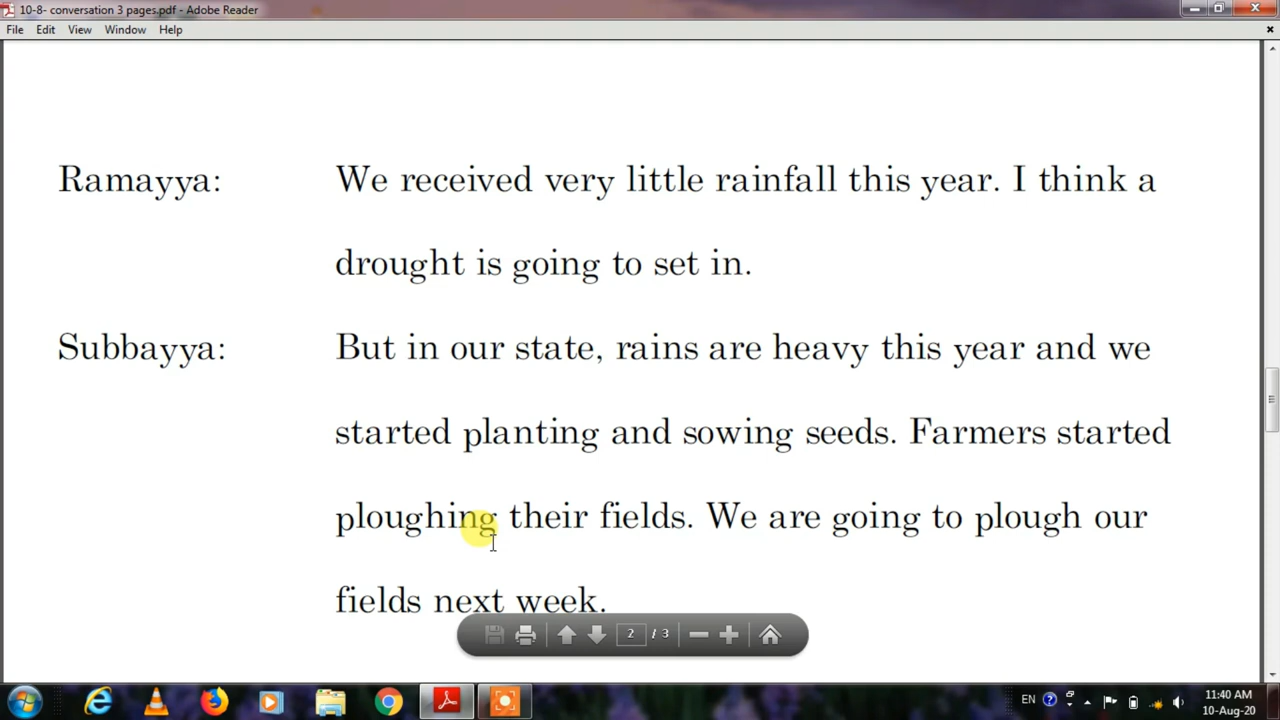 10-8- conversation 3 pages.pdf - Adobe Reader
File Edit View Window Help
Ramayya: We received very little rainfall this year. I think a
drought is going to set in.
Subbayya: But in our state, rains are heavy this year and we
started planting and sowing seeds. Farmers started
ploughing their fields. We are going to plough our
fields next week.
2 / 3
EN 11:40 AM
10-Aug-20